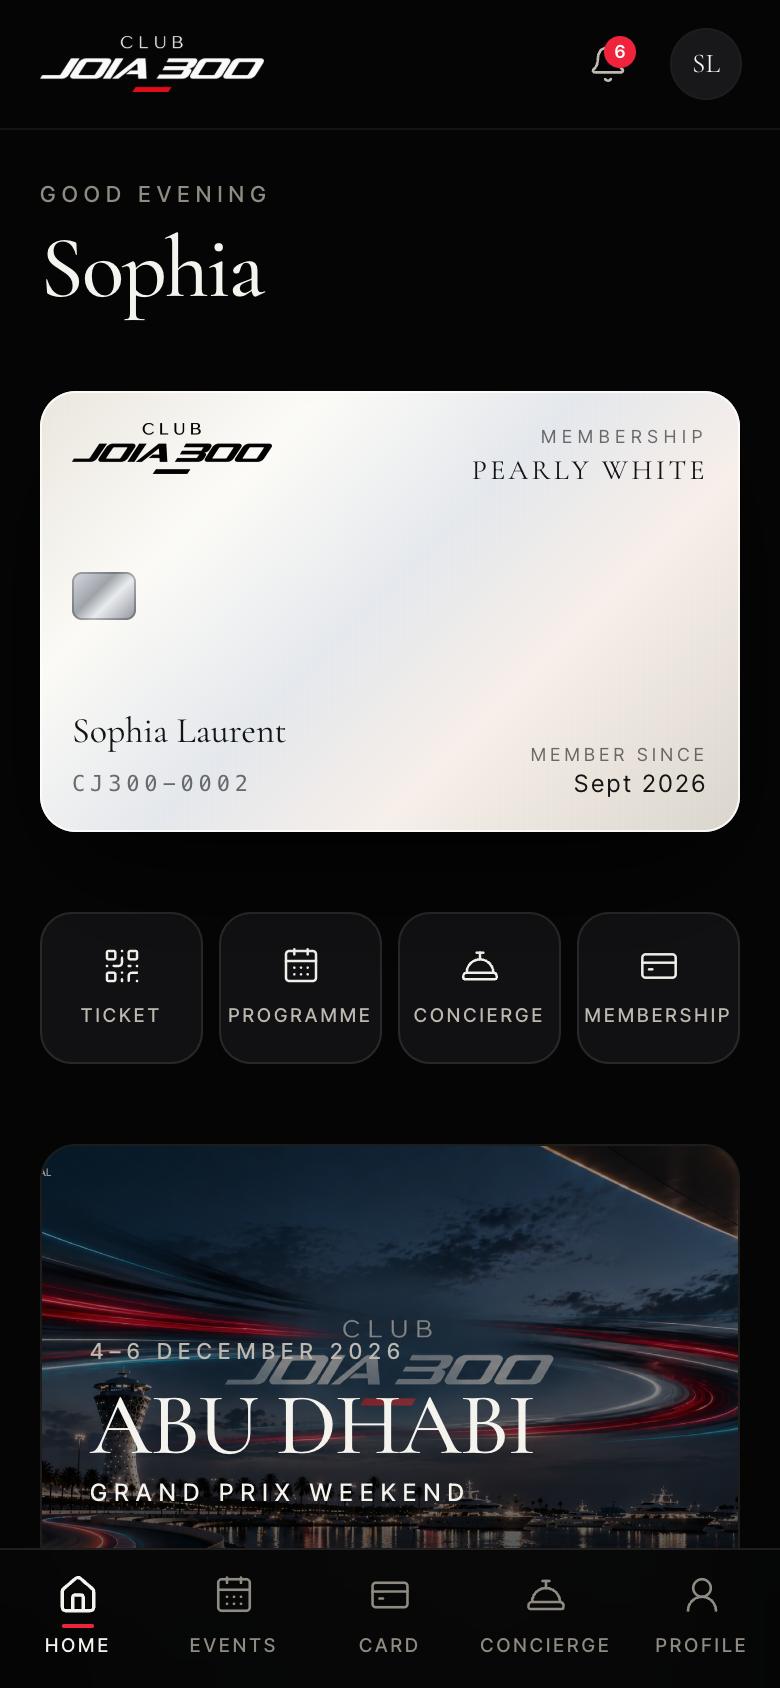 CLUB
JOIA 300
6
SL
GOOD EVENING
Sophia
CLUB
JOIA 300
MEMBERSHIP
PEARLY WHITE
Sophia Laurent
CJ300-0002
MEMBER SINCE
Sept 2026
TICKET
PROGRAMME
CONCIERGE
MEMBERSHIP
AL
CLUB
4–6 DECEMBER 2026
JOIA 300
ABU DHABI
GRAND PRIX WEEKEND
HOME
EVENTS
CARD
CONCIERGE
PROFILE